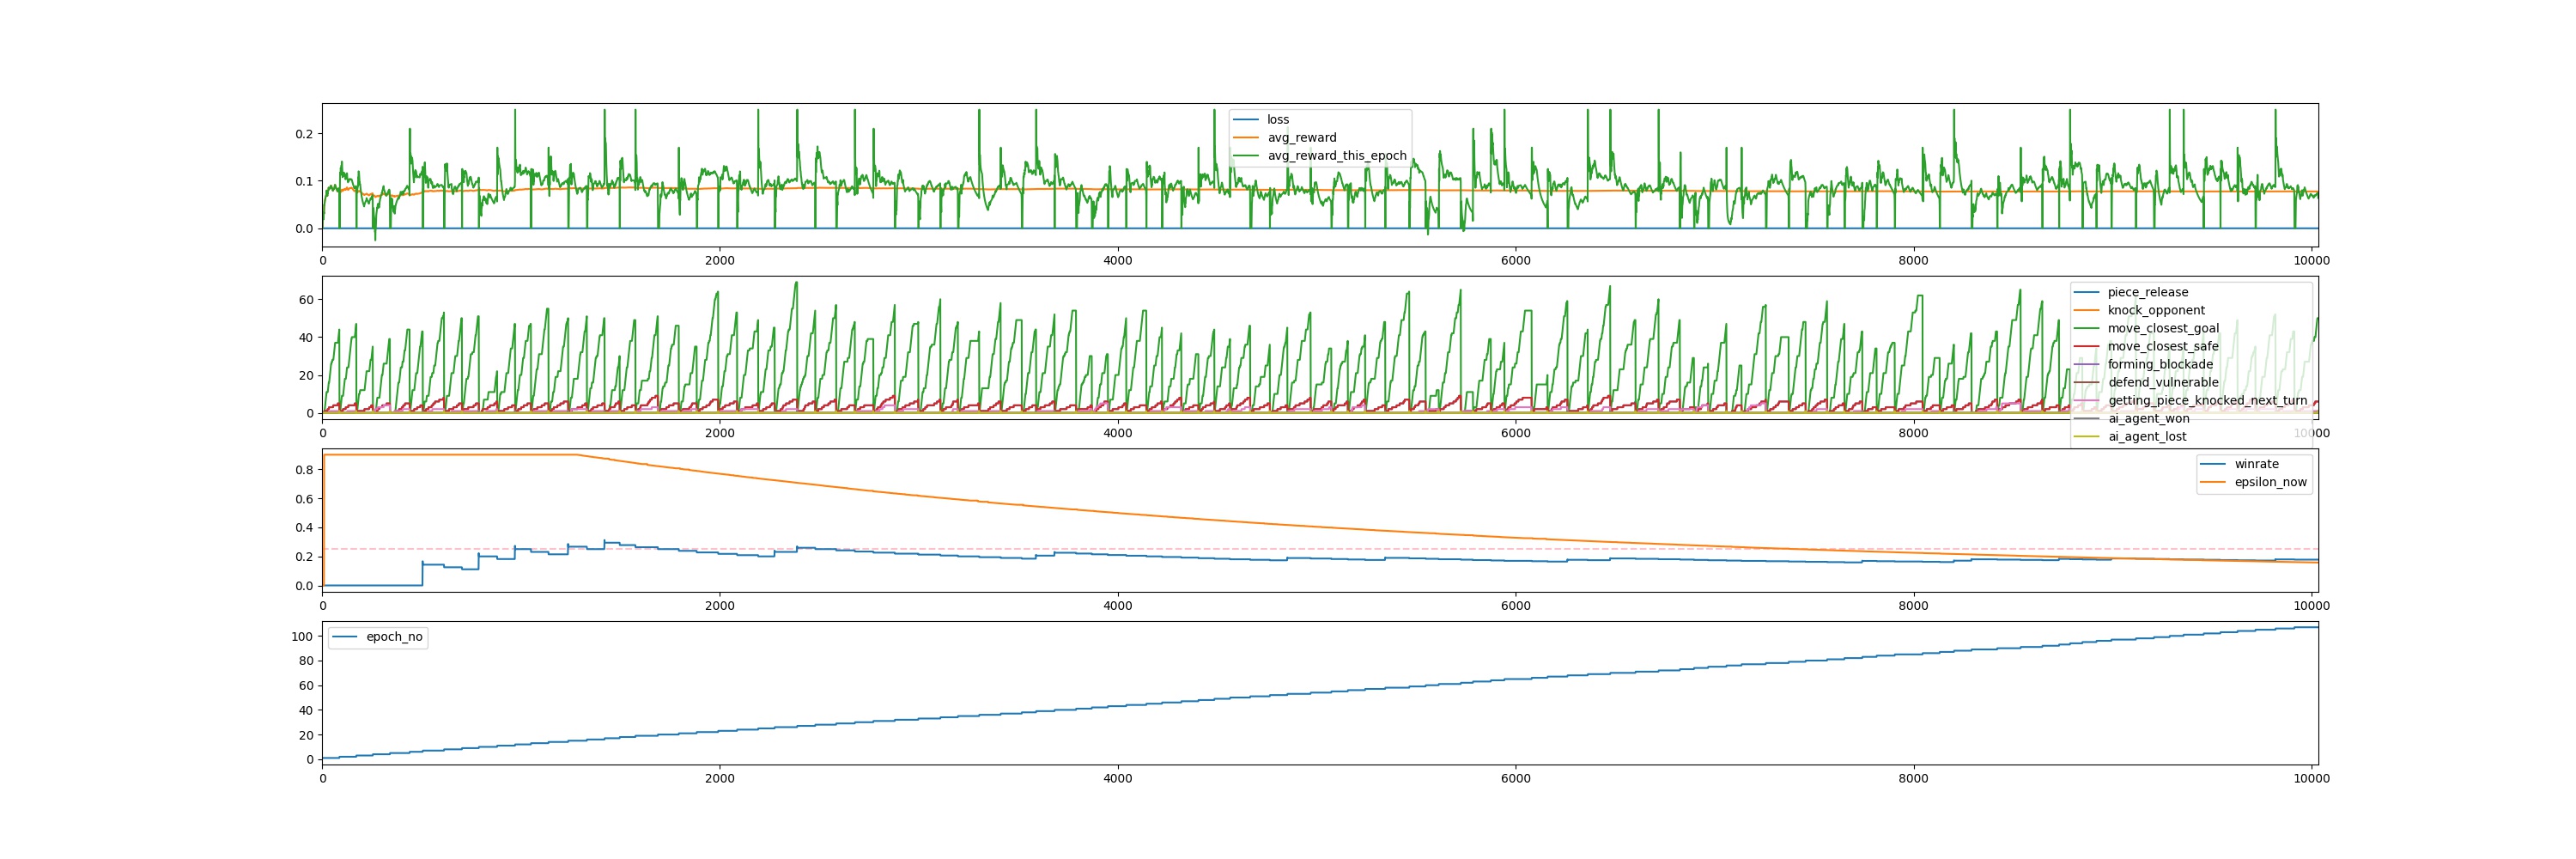 0.2
0.1
0.0
loss
avg_reward
avg_reward_this_epoch
0 2000 4000 6000 8000 10000
60
40
20
0
piece_release
knock_opponent
move_closest_goal
move_closest_safe
forming_blockade
defend_vulnerable
getting_piece_knocked_next_turn
ai_agent_won
ai_agent_lost
0 2000 4000 6000 8000 10000
0.8
0.6
0.4
0.2
0.0
winrate
epsilon_now
0 2000 4000 6000 8000 10000
100
80
60
40
20
0
epoch_no
0 2000 4000 6000 8000 10000